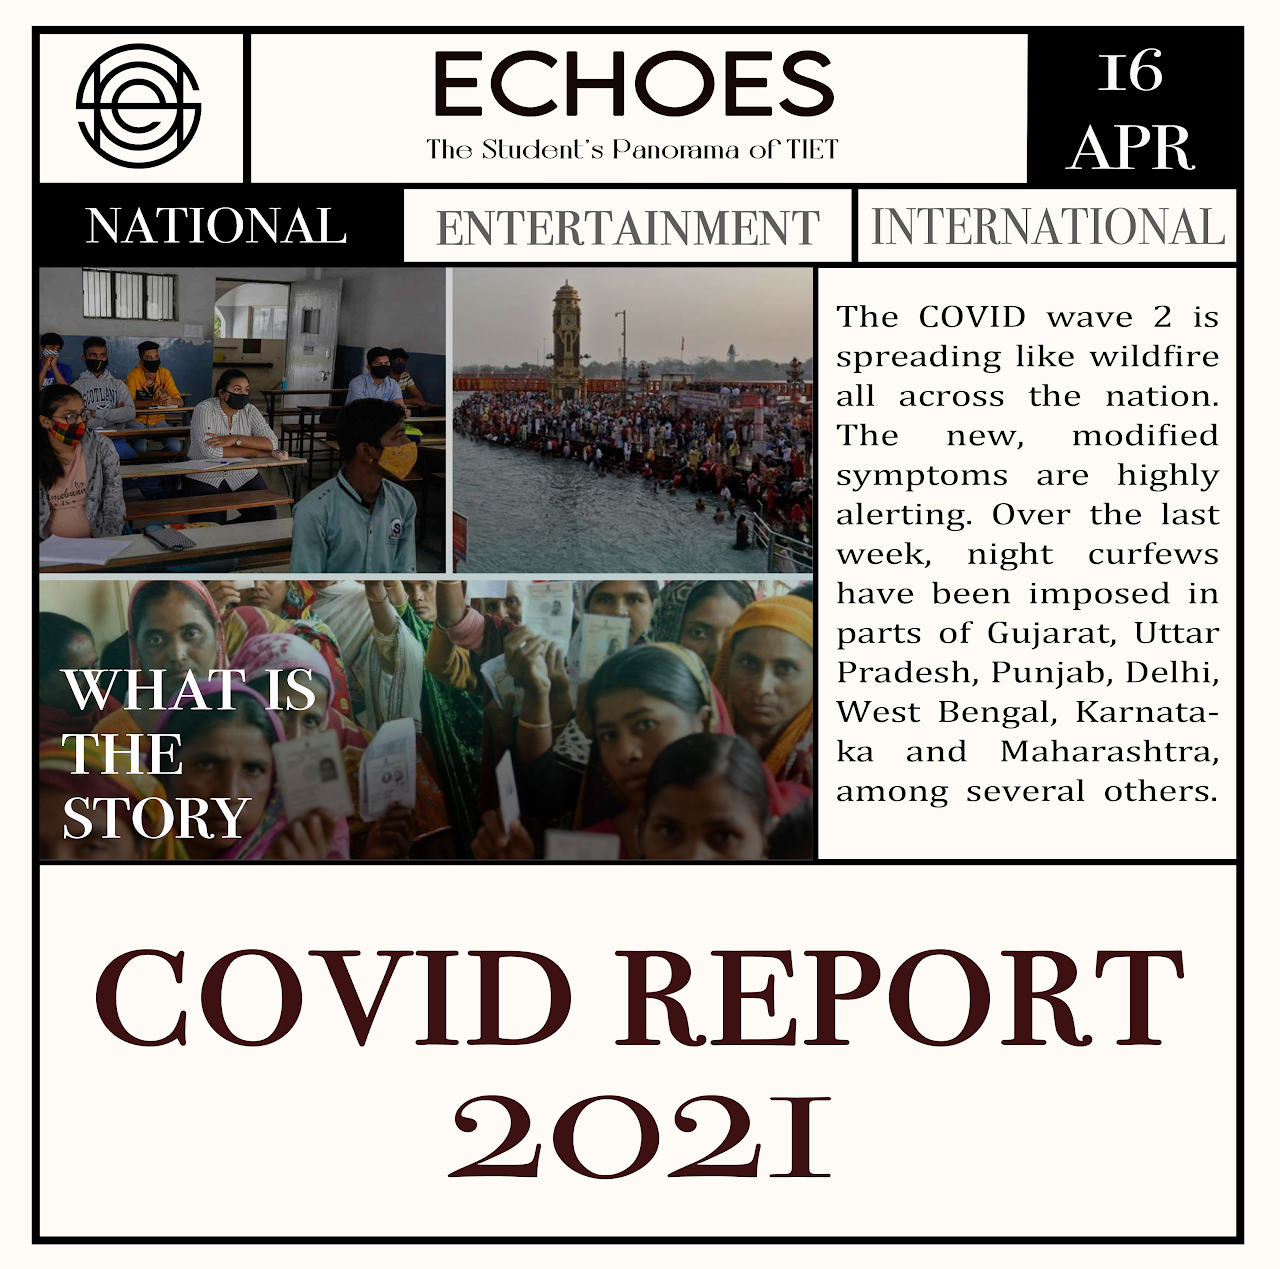 ECHOES
The Student's Panorama of TIET
16
APR
NATIONAL
ENTERTAINMENT
INTERNATIONAL
SCOTLAND
WHAT IS
THE
STORY
The COVID wave 2 is
spreading like wildfire
all across the nation.
The new, modified
symptoms are highly
alerting. Over the last
week, night curfews
have been imposed in
parts of Gujarat, Uttar
Pradesh, Punjab, Delhi,
West Bengal, Karnata-
ka and Maharashtra,
among several others.
COVID REPORT
2021